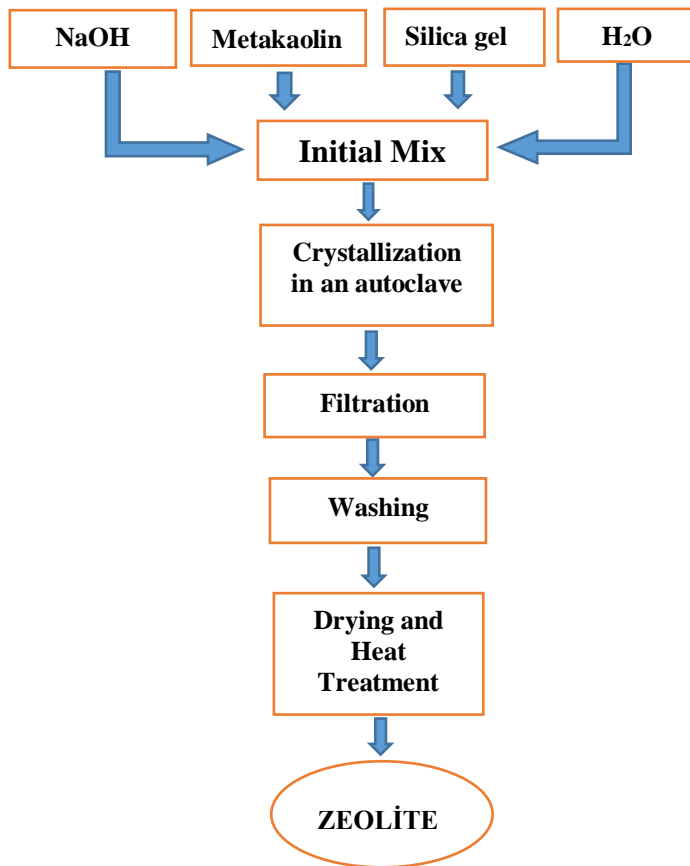 NaOH
Metakaolin
Silica gel
H2O
Initial Mix
Crystallization
in an autoclave
Filtration
Washing
Drying and
Heat
Treatment
ZEOLİTE